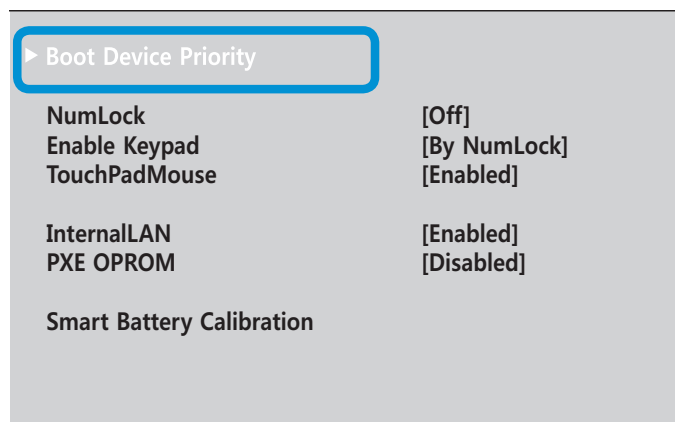 Boot Device Priority
NumLock [Off]
Enable Keypad [By NumLock]
TouchPadMouse [Enabled]
InternalLAN [Enabled]
PXE OPROM [Disabled]
Smart Battery Calibration